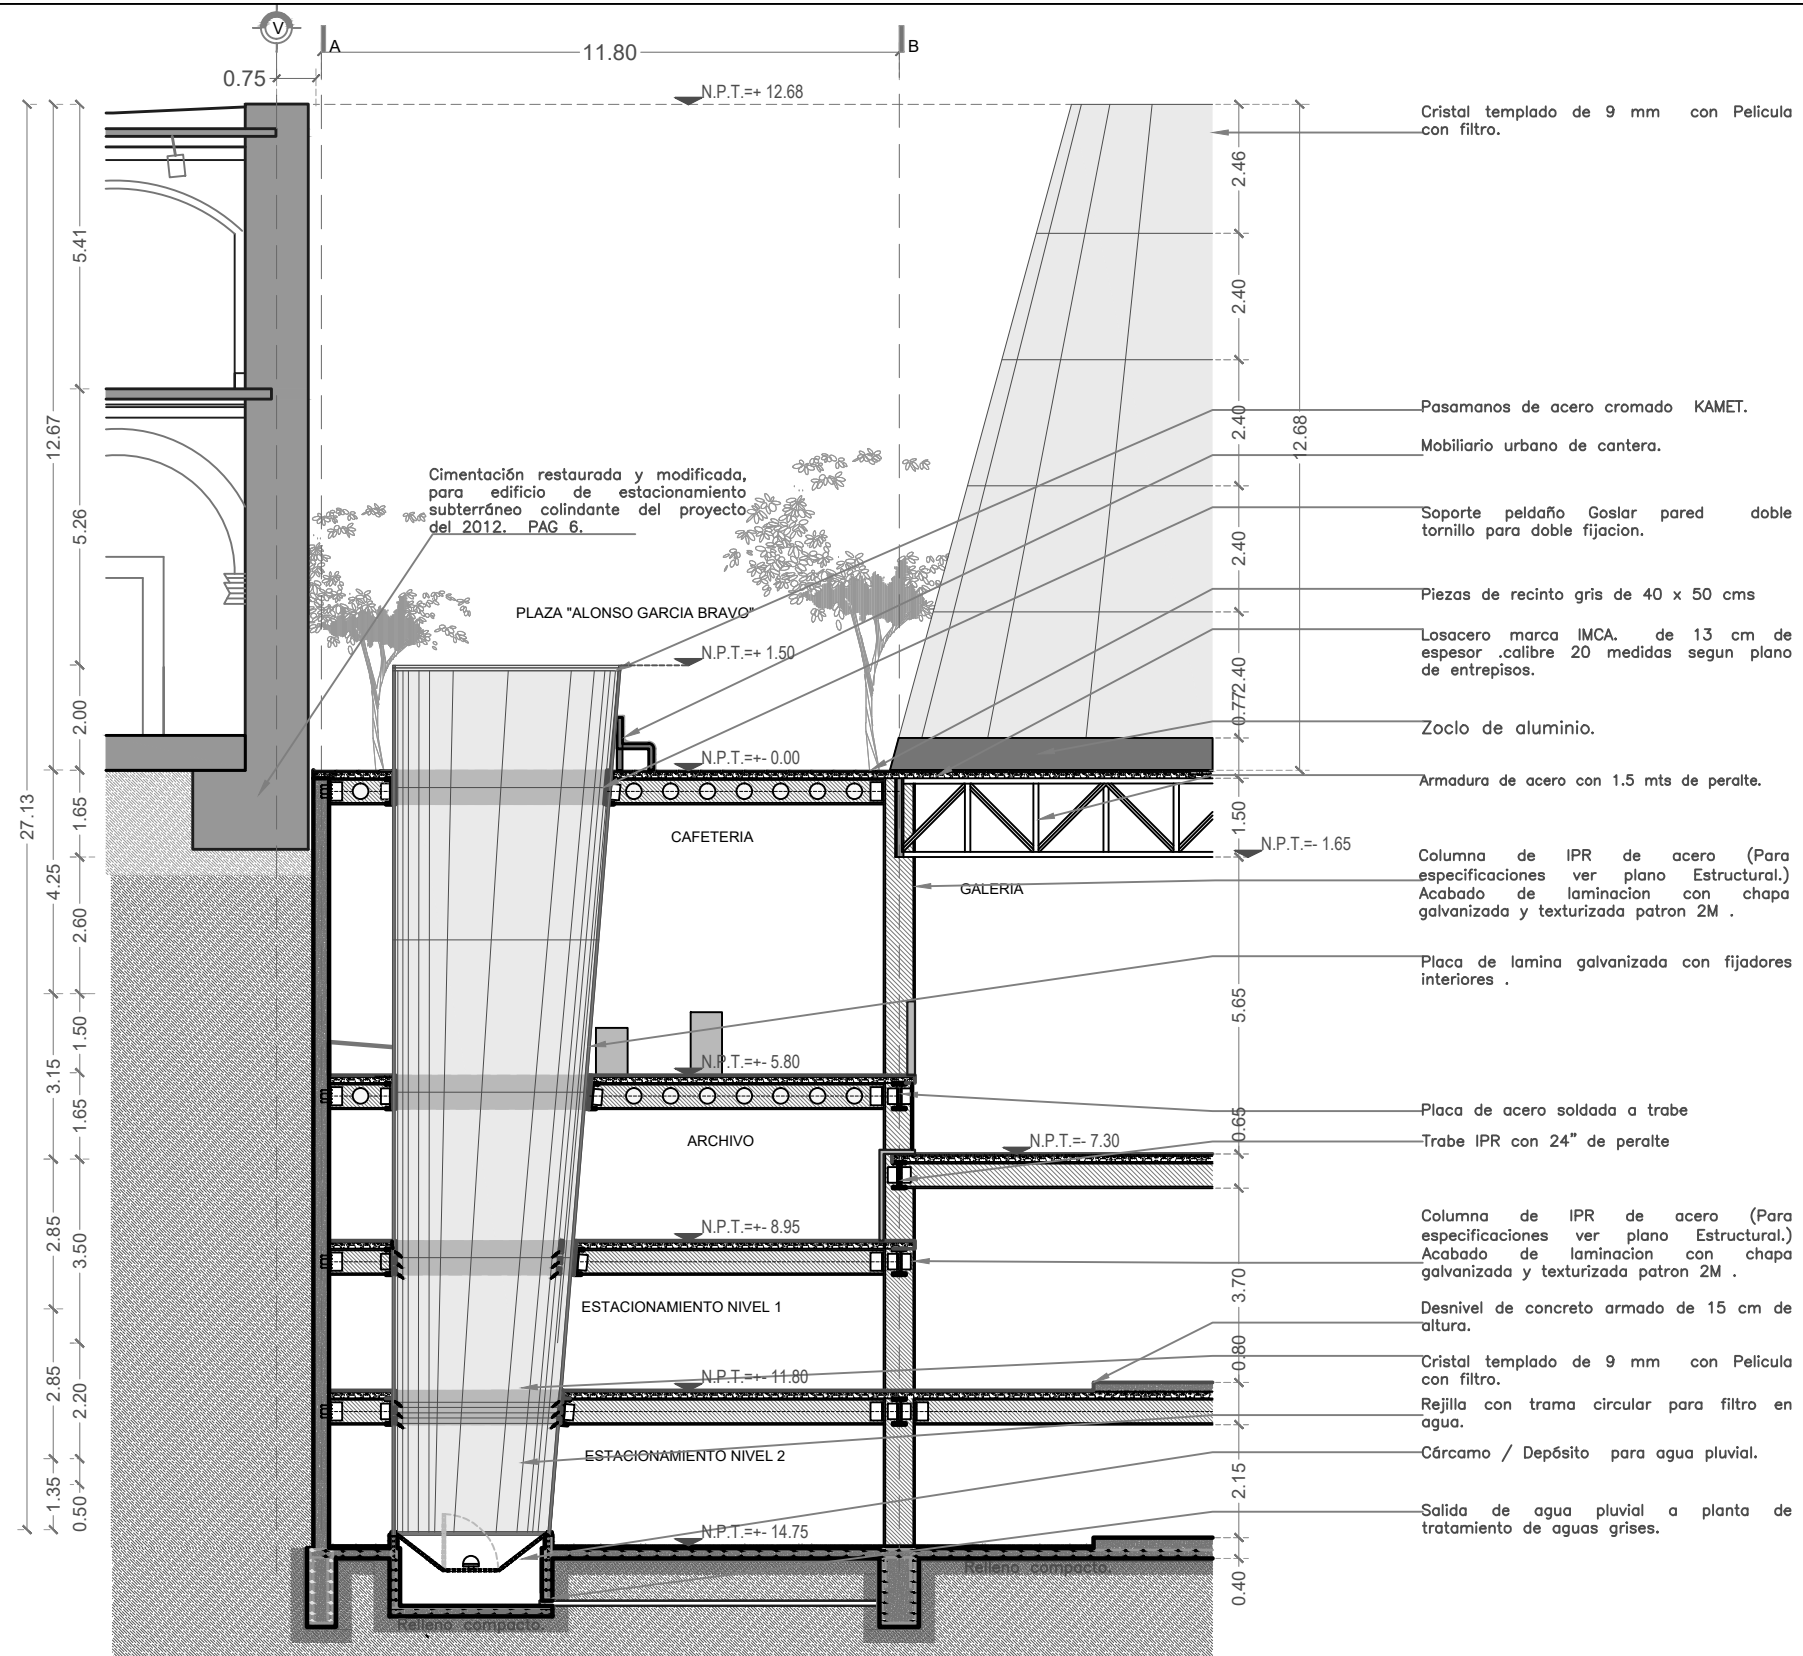 V
A
B
11.80
0.75
N.P.T.=+ 12.68
Cristal templado de 9 mm con Pelicula
con filtro.
2.46
5.41
2.40
12.67
2.40
12.68
Pasamanos de acero cromado KAMET.
Mobiliario urbano de cantera.
Cimentación restaurada y modificada,
para edificio de estacionamiento
subterráneo colindante del proyecto
del 2012. PAG 6.
5.26
2.40
Soporte peldaño Goslar pared doble
tornillo para doble fijacion.
PLAZA "ALONSO GARCIA BRAVO"
Piezas de recinto gris de 40 x 50 cms
N.P.T.=+ 1.50
2.40
Losacero marca IMCA. de 13 cm de
espesor .calibre 20 medidas segun plano
de entrepisos.
2.00
0.77
Zoclo de aluminio.
N.P.T.=+- 0.00
Armadura de acero con 1.5 mts de peralte.
27.13
1.65
1.50
CAFETERIA
N.P.T.=- 1.65
4.25
GALERIA
Columna de IPR de acero (Para
especificaciones ver plano Estructural.)
Acabado de laminacion con chapa
galvanizada y texturizada patron 2M .
2.60
Placa de lamina galvanizada con fijadores
interiores .
1.50
5.65
3.15
N.P.T.=+- 5.80
1.65
0.65
Placa de acero soldada a trabe
ARCHIVO
N.P.T.=- 7.30
Trabe IPR con 24” de peralte
2.85
3.50
N.P.T.=+- 8.95
Columna de IPR de acero (Para
especificaciones ver plano Estructural.)
Acabado de laminacion con chapa
galvanizada y texturizada patron 2M .
3.70
ESTACIONAMIENTO NIVEL 1
Desnivel de concreto armado de 15 cm de
altura.
0.80
2.85
2.20
N.P.T.=+- 11.80
Cristal templado de 9 mm con Pelicula
con filtro.
Rejilla con trama circular para filtro en
agua.
ESTACIONAMIENTO NIVEL 2
Cárcamo / Depósito para agua pluvial.
1.35
0.50
2.15
N.P.T.=+- 14.75
Salida de agua pluvial a planta de
tratamiento de aguas grises.
Relleno compacto.
0.40
Relleno compacto.